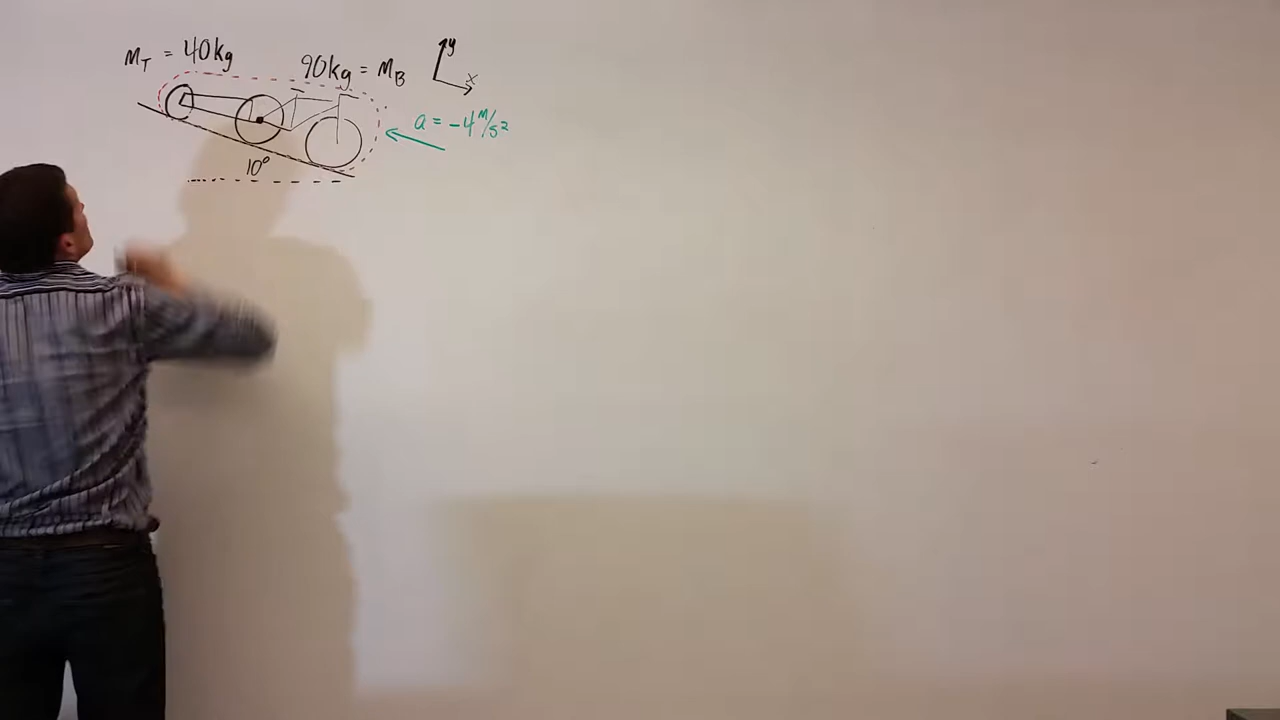 M_T = 40kg
90kg = M_B
y
x
a = -4 m/s²
10°